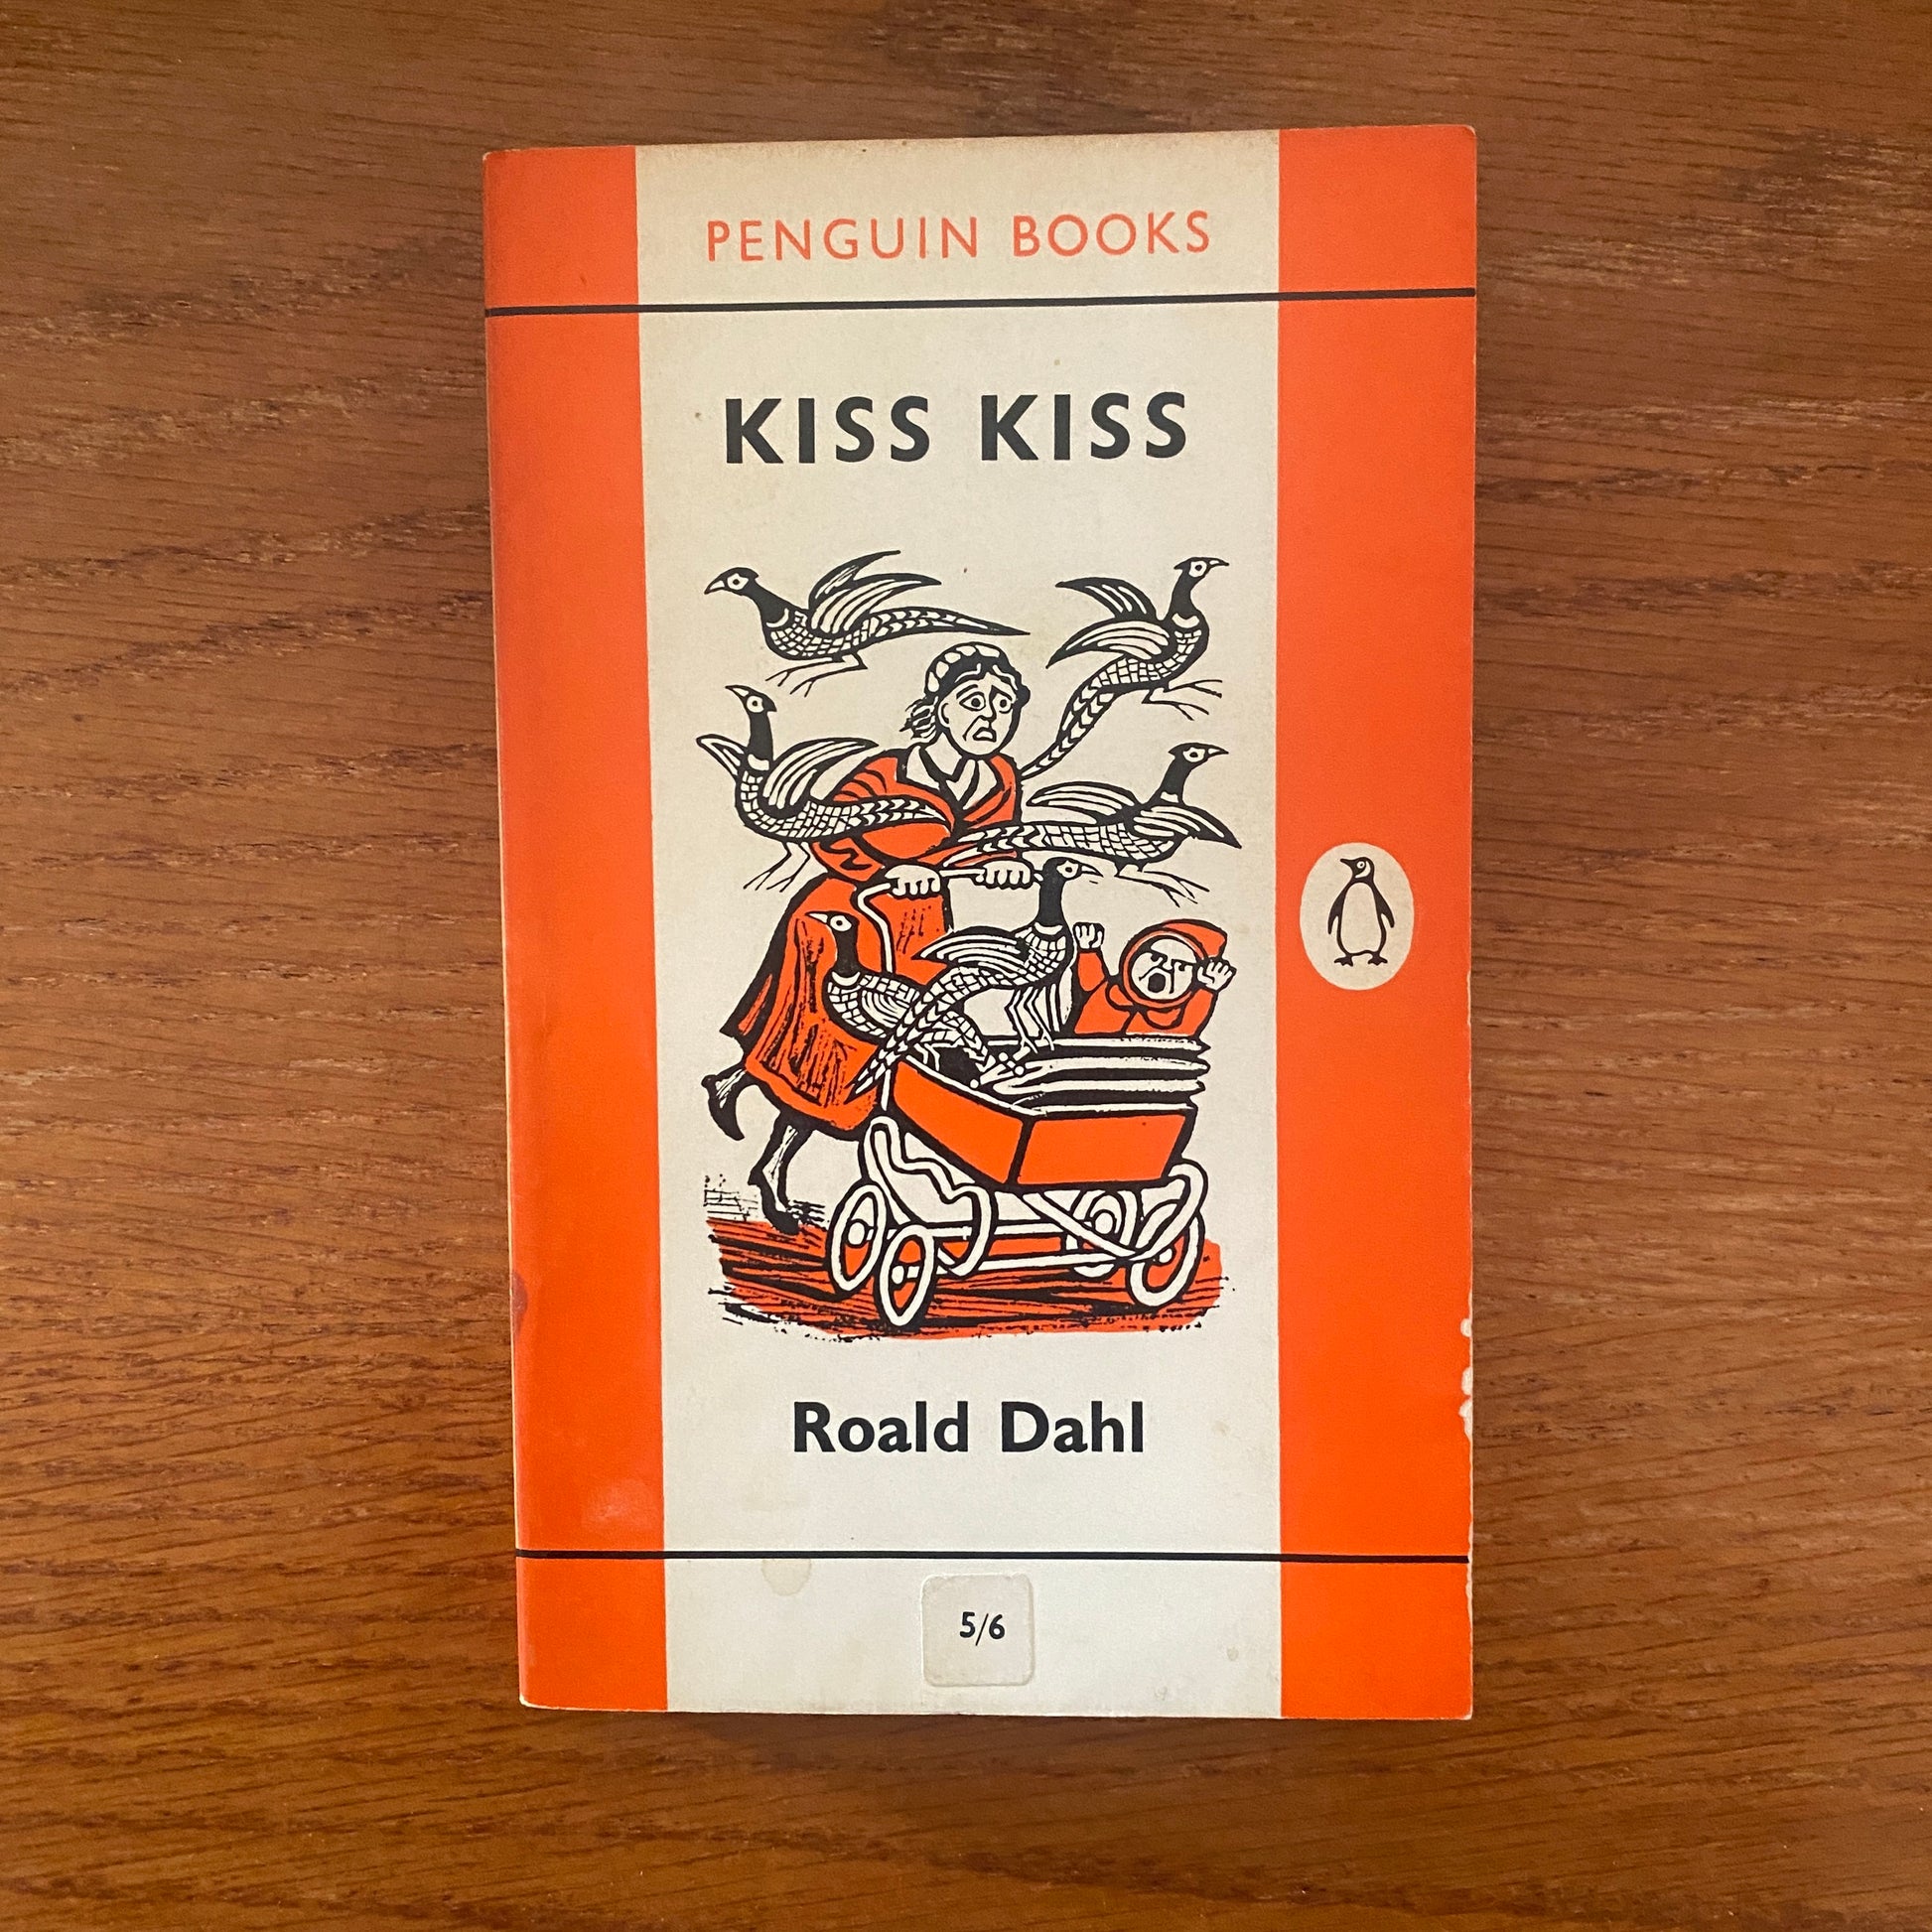 PENGUIN BOOKS
KISS KISS
Roald Dahl
5/6